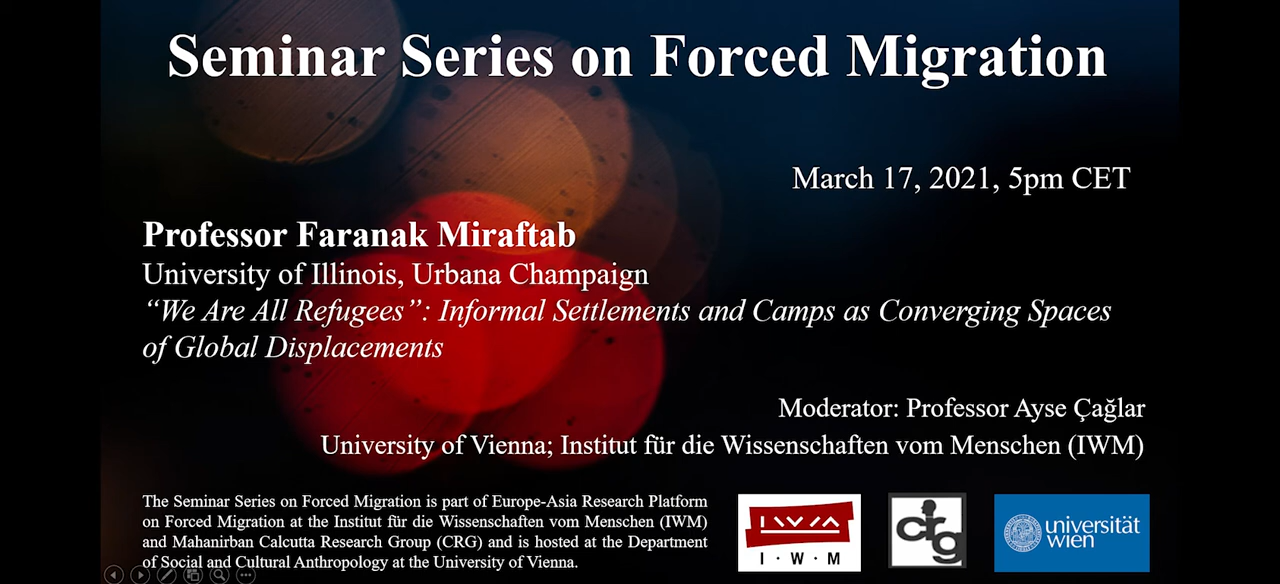 Seminar Series on Forced Migration
March 17, 2021, 5pm CET
Professor Faranak Miraftab
University of Illinois, Urbana Champaign
“We Are All Refugees”: Informal Settlements and Camps as Converging Spaces
of Global Displacements
Moderator: Professor Ayse Çağlar
University of Vienna; Institut für die Wissenschaften vom Menschen (IWM)
The Seminar Series on Forced Migration is part of Europe-Asia Research Platform
on Forced Migration at the Institut für die Wissenschaften vom Menschen (IWM)
and Mahanirban Calcutta Research Group (CRG) and is hosted at the Department
of Social and Cultural Anthropology at the University of Vienna.
IWM
I · W · M
crg
universität
wien